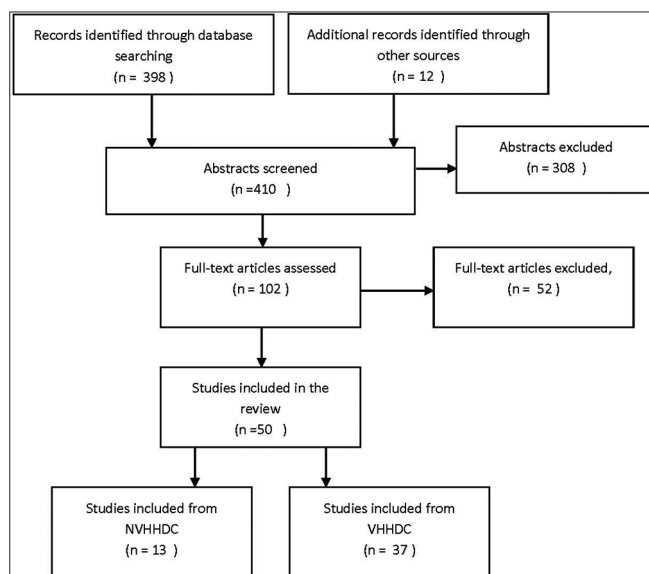 Records identified through database
searching
(n = 398)
Additional records identified through
other sources
(n = 12 )
Abstracts screened
(n =410 )
Abstracts excluded
(n = 308 )
Full-text articles assessed
(n = 102 )
Full-text articles excluded,
(n = 52 )
Studies included in the
review
(n =50 )
Studies included from
NVHHDC
(n = 13 )
Studies included from
VHHDC
(n = 37 )